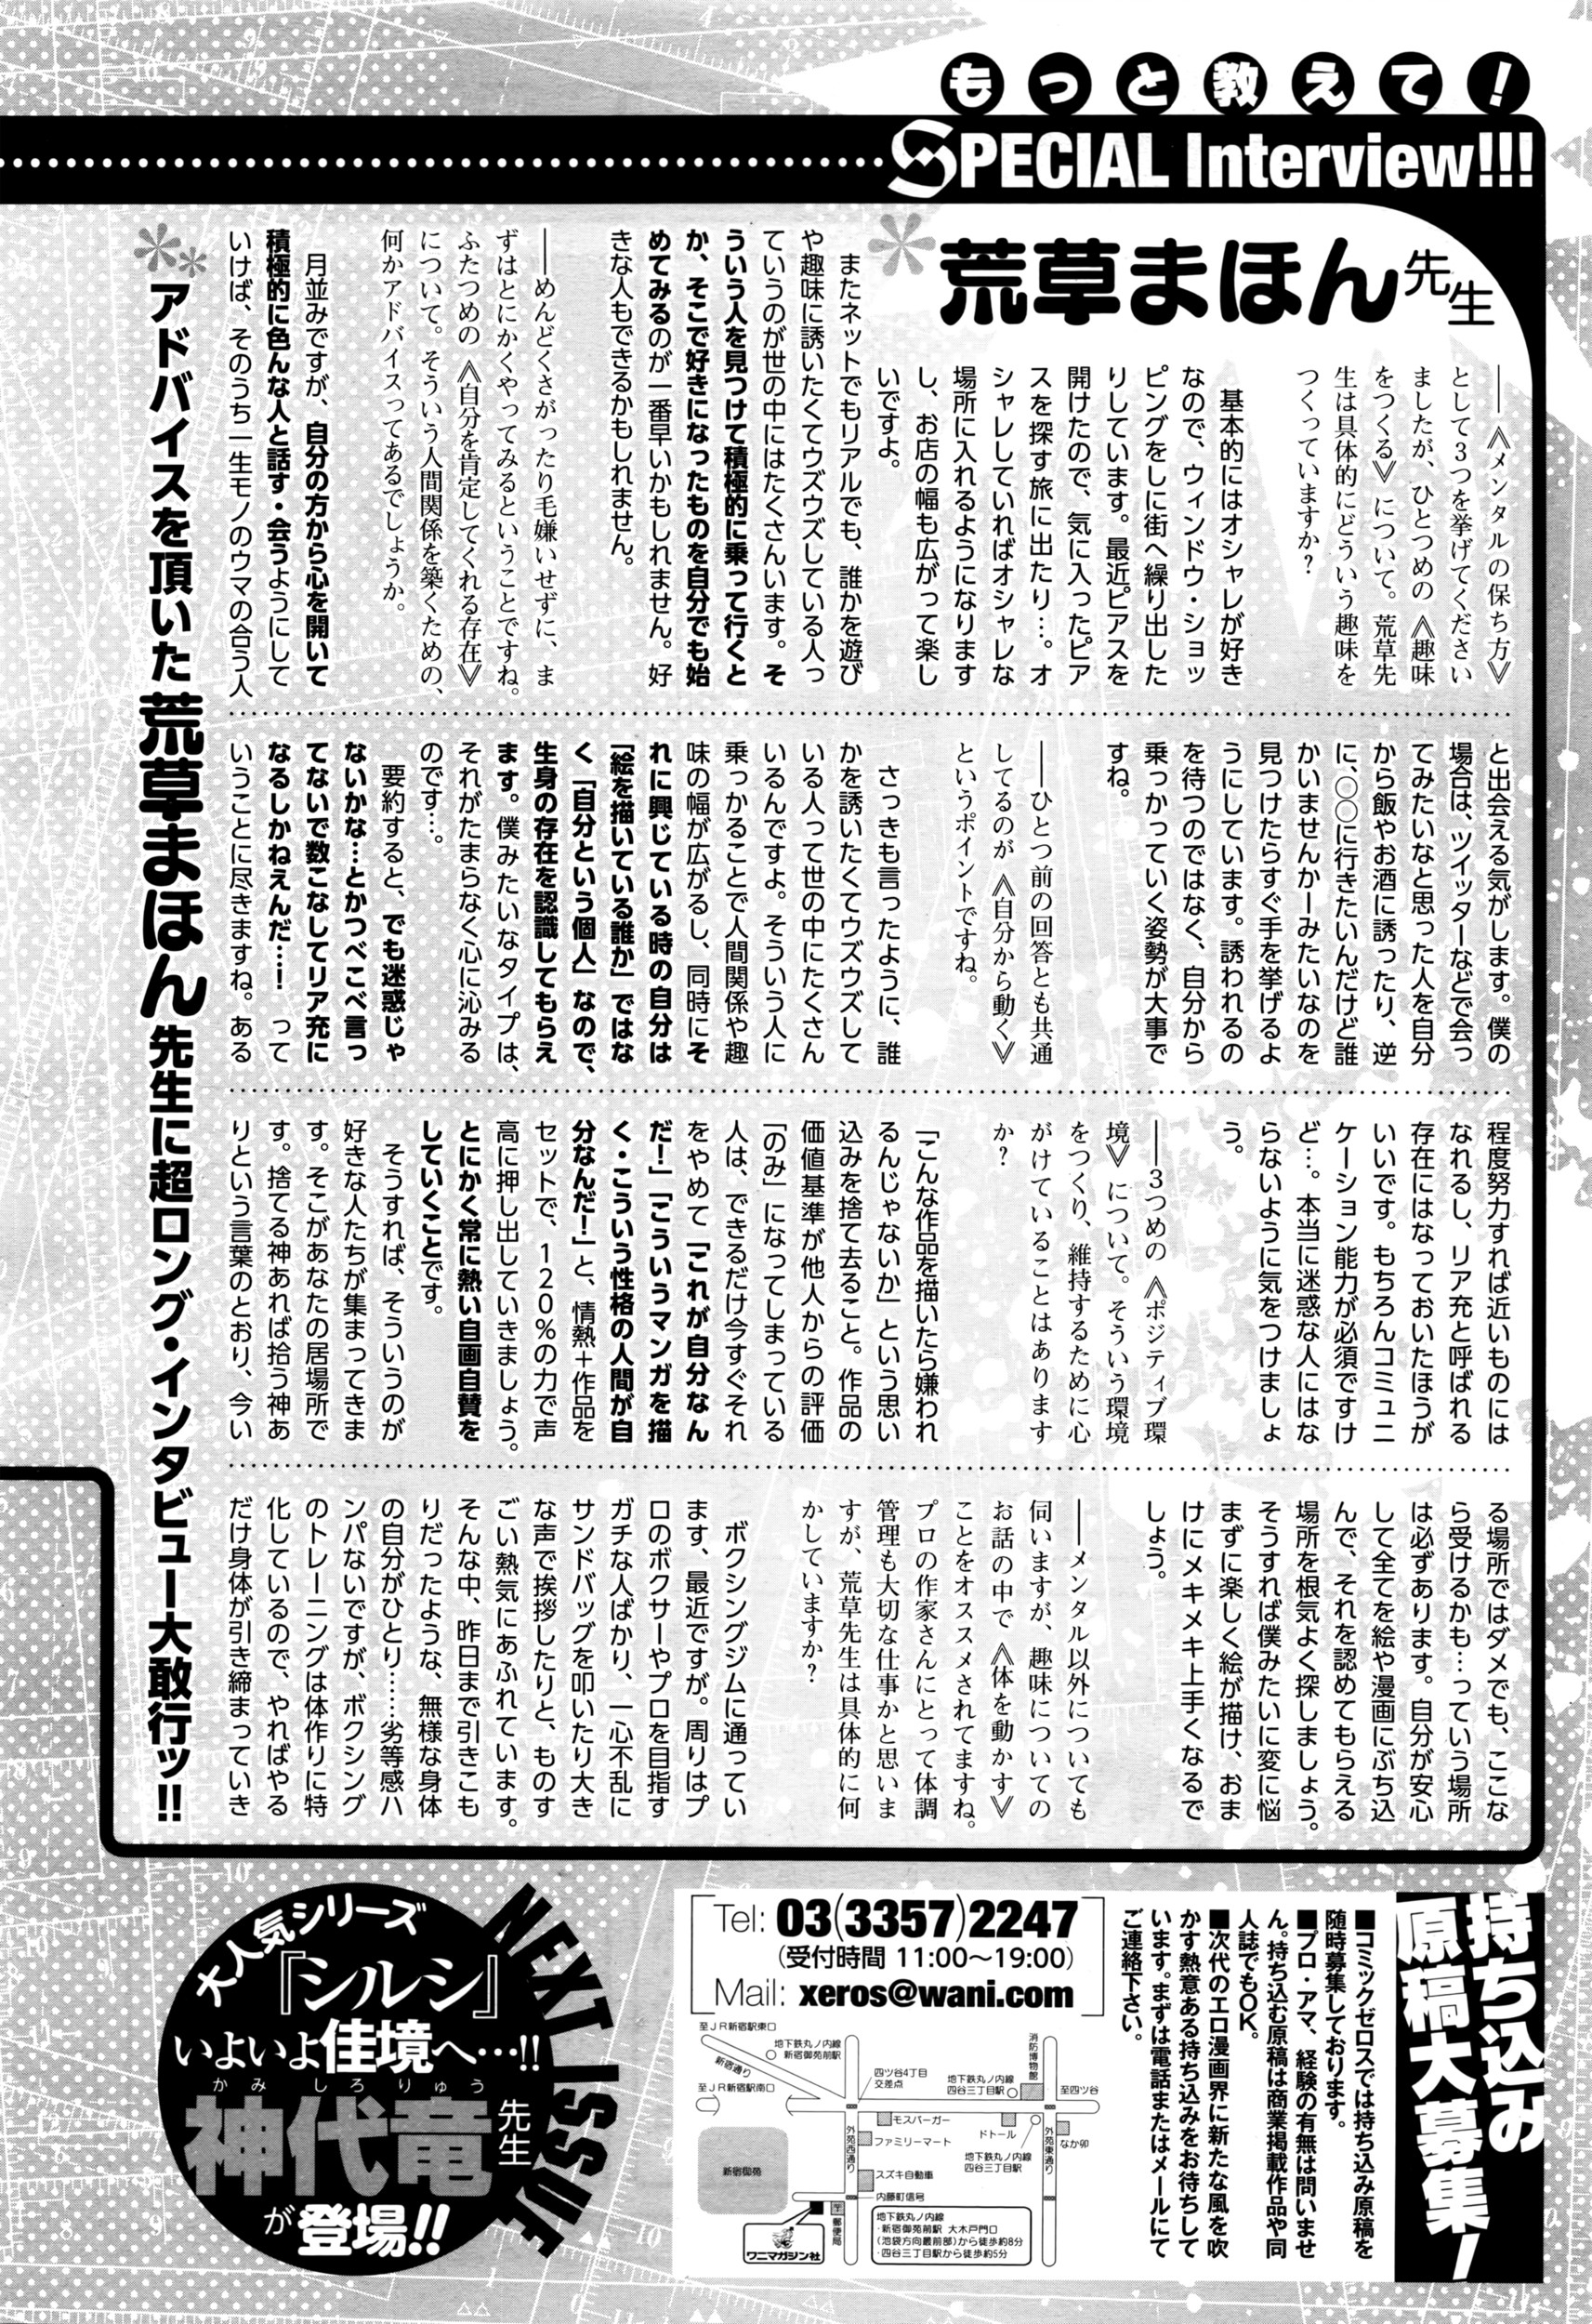 もっと教えて!
SPECIAL Interview!!!
荒草まほん先生
――《メンタルの保ち方》
として3つを挙げてください
ましたが、ひとつめの《趣味
をつくる》について。荒草先
生は具体的にどういう趣味を
つくっていますか?
基本的にはオシャレが好き
なので、ウィンドウ・ショッ
ピングをしに街へ繰り出した
りしています。最近ピアスを
開けたので、気に入ったピア
スを探す旅に出たり…。オ
シャレしていればオシャレな
場所に入れるようになります
し、お店の幅も広がって楽し
いですよ。
またネットでもリアルでも、誰かを遊び
や趣味に誘いたくてウズウズしている人っ
ていうのが世の中にはたくさんいます。そ
ういう人を見つけて積極的に乗って行くと
か、そこで好きになったものを自分でも始
めてみるのが一番早いかもしれません。好
きな人もできるかもしれません。
――めんどくさがったり毛嫌いせずに、ま
ずはとにかくやってみるということですね。
ふたつめの《自分を肯定してくれる存在》
について。そういう人間関係を築くための、
何かアドバイスってあるでしょうか。
月並みですが、自分の方から心を開いて
積極的に色んな人と話す・会うようにして
いけば、そのうち一生モノのウマの合う人
と出会える気がします。僕の
場合は、ツイッターなどで会っ
てみたいなと思った人を自分
から飯やお酒に誘ったり、逆
に、○○に行きたいんだけど誰
かいませんかーみたいなのを
見つけたらすぐ手を挙げるよ
うにしています。誘われるの
を待つのではなく、自分から
乗っかっていく姿勢が大事で
すね。
――ひとつ前の回答とも共通
してるのが《自分から動く》
というポイントですね。
さっきも言ったように、誰
かを誘いたくてウズウズして
いる人って世の中にたくさん
いるんですよ。そういう人に
乗っかることで人間関係や趣
味の幅が広がるし、同時にそ
れに興じている時の自分は
「絵を描いている誰か」ではな
く「自分という個人」なので、
生身の存在を認識してもらえ
ます。僕みたいなタイプは、
それがたまらなく心に沁みる
のです…。
要約すると、でも迷惑じゃ
ないかな…とかつべこべ言っ
てないで数こなしてリア充に
なるしかねえんだ…! って
いうことに尽きますね。ある
程度努力すれば近いものには
なれるし、リア充と呼ばれる
存在にはなっておいたほうが
いいです。もちろんコミュニ
ケーション能力が必須ですけ
ど…。本当に迷惑な人にはな
らないように気をつけましょ
う。
――3つめの《ポジティブ環
境》について。そういう環境
をつくり、維持するために心
がけていることはあります
か?
「こんな作品を描いたら嫌われ
るんじゃないか」という思い
込みを捨て去ること。作品の
価値基準が他人からの評価
「のみ」になってしまっている
人は、できるだけ今すぐそれ
をやめて「これが自分なん
だ!」「こういうマンガを描
く・こういう性格の人間が自
分なんだ!」と、情熱+作品を
セットで、120%の力で声
高に押し出していきましょう。
とにかく常に熱い自画自賛を
していくことです。
そうすれば、そういうのが
好きな人たちが集まってきま
す。そこがあなたの居場所で
す。捨てる神あれば拾う神あ
りという言葉のとおり、今い
る場所ではダメでも、ここな
ら受けるかも…っていう場所
は必ずあります。自分が安心
して全てを絵や漫画にぶち込
んで、それを認めてもらえる
場所を根気よく探しましょう。
そうすれば僕みたいに変に悩
まずに楽しく絵が描け、おま
けにメキメキ上手くなるで
しょう。
――メンタル以外についても
伺いますが、趣味についての
お話の中で《体を動かす》
ことをオススメされてますね。
プロの作家さんにとって体調
管理も大切な仕事かと思いま
すが、荒草先生は具体的に何
かしていますか?
ボクシングジムに通ってい
ます、最近ですが。周りはプ
ロのボクサーやプロを目指す
ガチな人ばかり、一心不乱に
サンドバッグを叩いたり大き
な声で挨拶したりと、ものす
ごい熱気にあふれています。
そんな中、昨日まで引きこも
りだったような、無様な身体
の自分がひとり……劣等感ハ
ンパないですが、ボクシング
のトレーニングは体作りに特
化しているので、やればやる
だけ身体が引き締まっていき
アドバイスを頂いた荒草まほん先生に超ロング・インタビュー大敢行ッ!!
持ち込み
原稿大募集!
■コミックゼロスでは持ち込み原稿を
随時募集しております。
■プロ・アマ、経験の有無は問いませ
ん。持ち込む原稿は商業掲載作品や同
人誌でもOK。
■次代のエロ漫画界に新たな風を吹
かす熱意ある持ち込みをお待ちして
います。まずは電話またはメールにて
ご連絡下さい。
Tel: 03(3357)2247
(受付時間 11:00～19:00)
Mail: xeros@wani.com
至JR新宿駅東口
地下鉄丸ノ内線
新宿御苑前駅
新宿通り
至JR新宿駅南口
四ツ谷4丁目
交差点
地下鉄丸ノ内線
四谷三丁目駅
消防博物館
至四ツ谷
モスバーガー
ファミリーマート
ドトール
地下鉄丸ノ内線
四谷三丁目駅
なか卯
外苑西通り
外苑東通り
新宿御苑
スズキ自動車
内藤町信号
〒郵便局
ワニマガジン社
地下鉄丸ノ内線
・新宿御苑前駅 大木戸門口
(池袋方向最前部)から徒歩約8分
・四谷三丁目駅から徒歩約5分
NEXT ISSUE
大人気シリーズ
『シルシ』
いよいよ佳境へ…!!
かみしろりゅう
神代竜先生
が登場!!